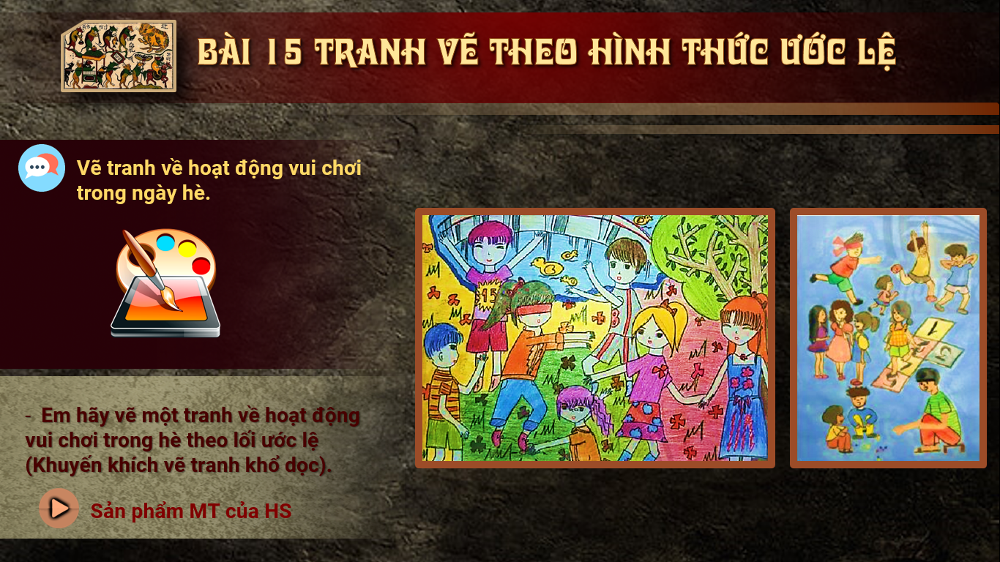 BÀI 15 TRANH VẼ THEO HÌNH THỨC ƯỚC LỆ
Vẽ tranh về hoạt động vui chơi
trong ngày hè.
- Em hãy vẽ một tranh về hoạt động
vui chơi trong hè theo lối ước lệ
(Khuyến khích vẽ tranh khổ dọc).
Sản phẩm MT của HS
15
8